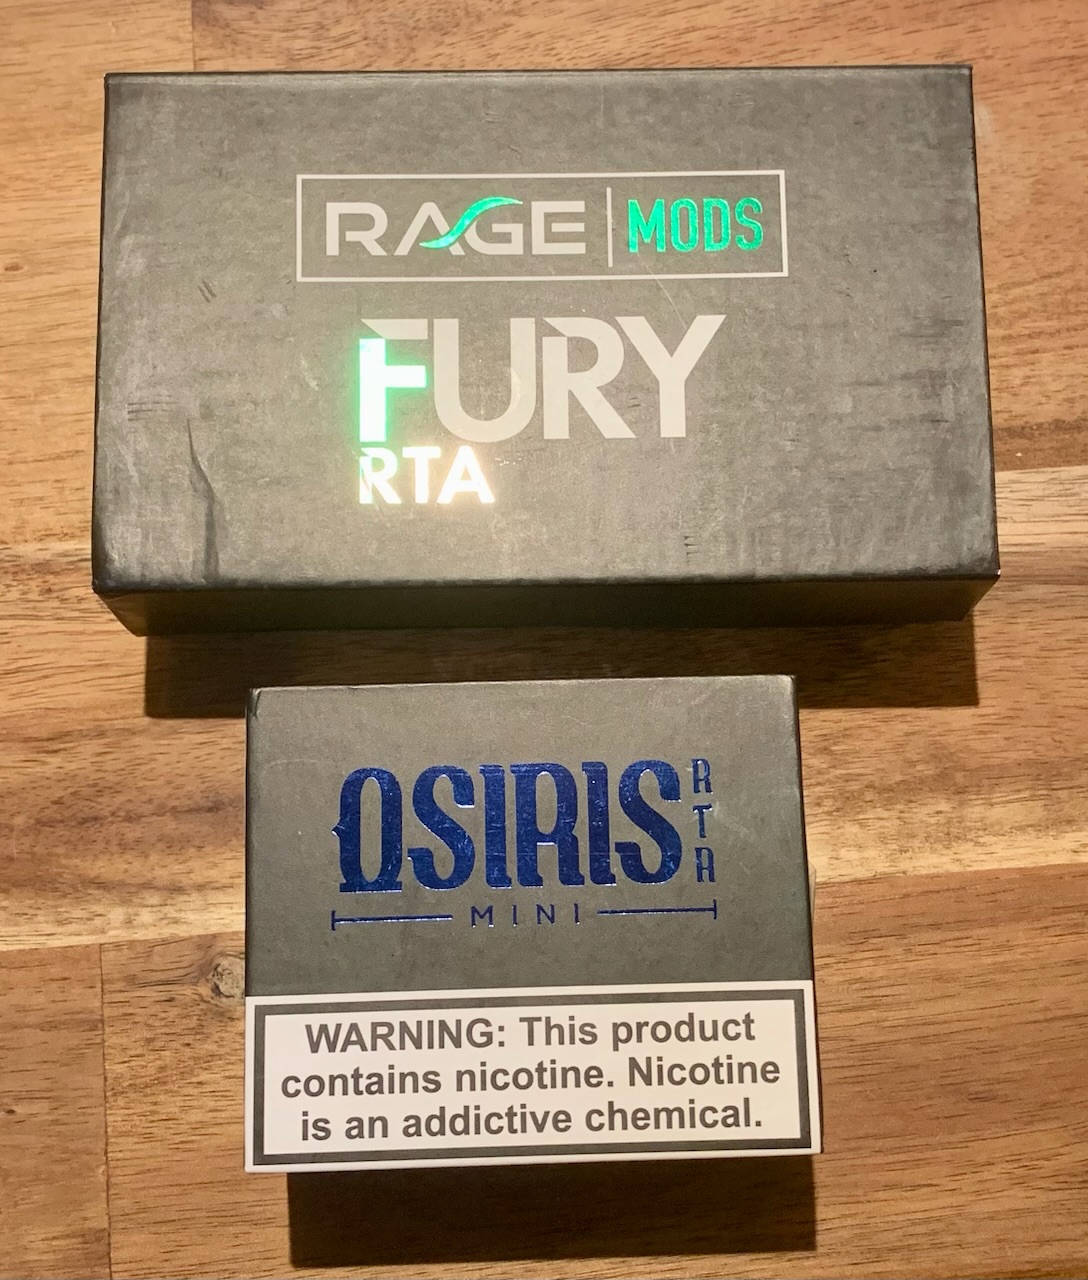 RAGE | MODS
FURY
RTA
OSIRIS RTA
MINI
WARNING: This product
contains nicotine. Nicotine
is an addictive chemical.